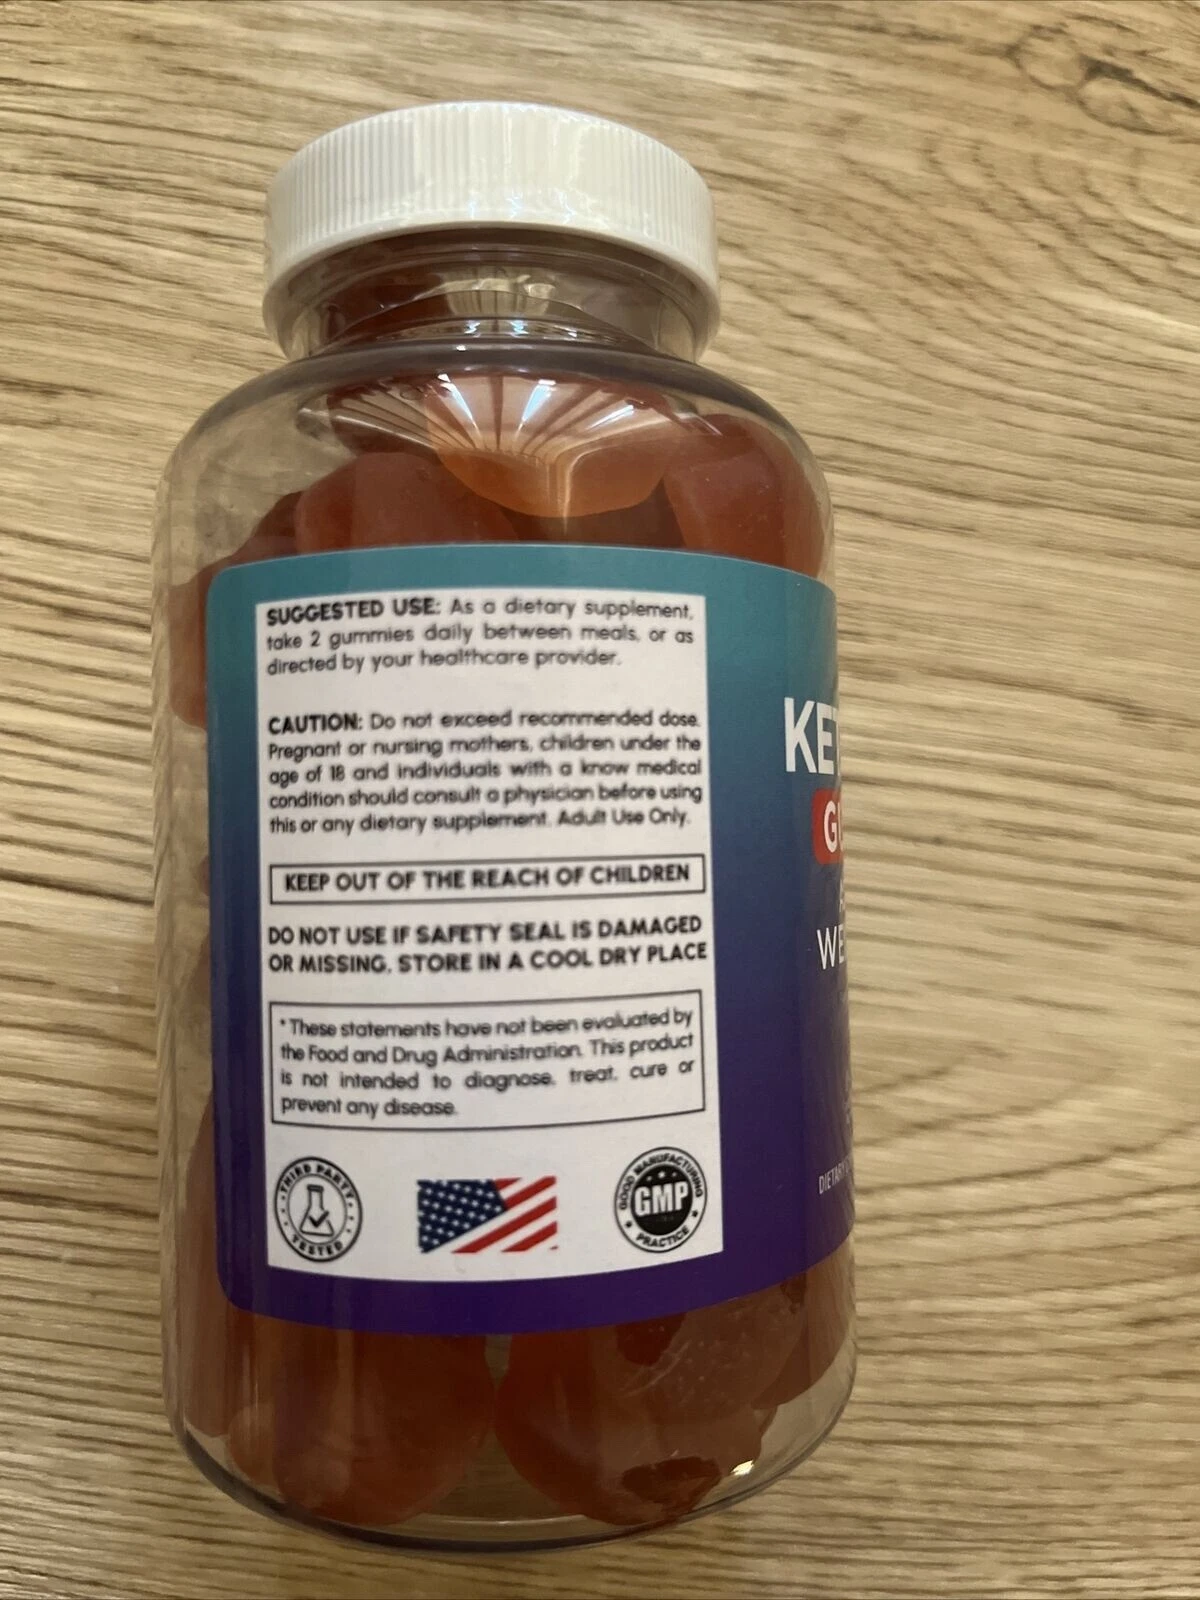 SUGGESTED USE: As a dietary supplement,
take 2 gummies daily between meals, or as
directed by your healthcare provider.
CAUTION: Do not exceed recommended dose.
Pregnant or nursing mothers, children under the
age of 18 and individuals with a know medical
condition should consult a physician before using
this or any dietary supplement. Adult Use Only.
KEEP OUT OF THE REACH OF CHILDREN
DO NOT USE IF SAFETY SEAL IS DAMAGED
OR MISSING. STORE IN A COOL DRY PLACE
*These statements have not been evaluated by
the Food and Drug Administration. This product
is not intended to diagnose, treat, cure or
prevent any disease.
THIRD PARTY
TESTED
GOOD MANUFACTURING
GMP
PRACTICE
KET
G
WE
DIETARY